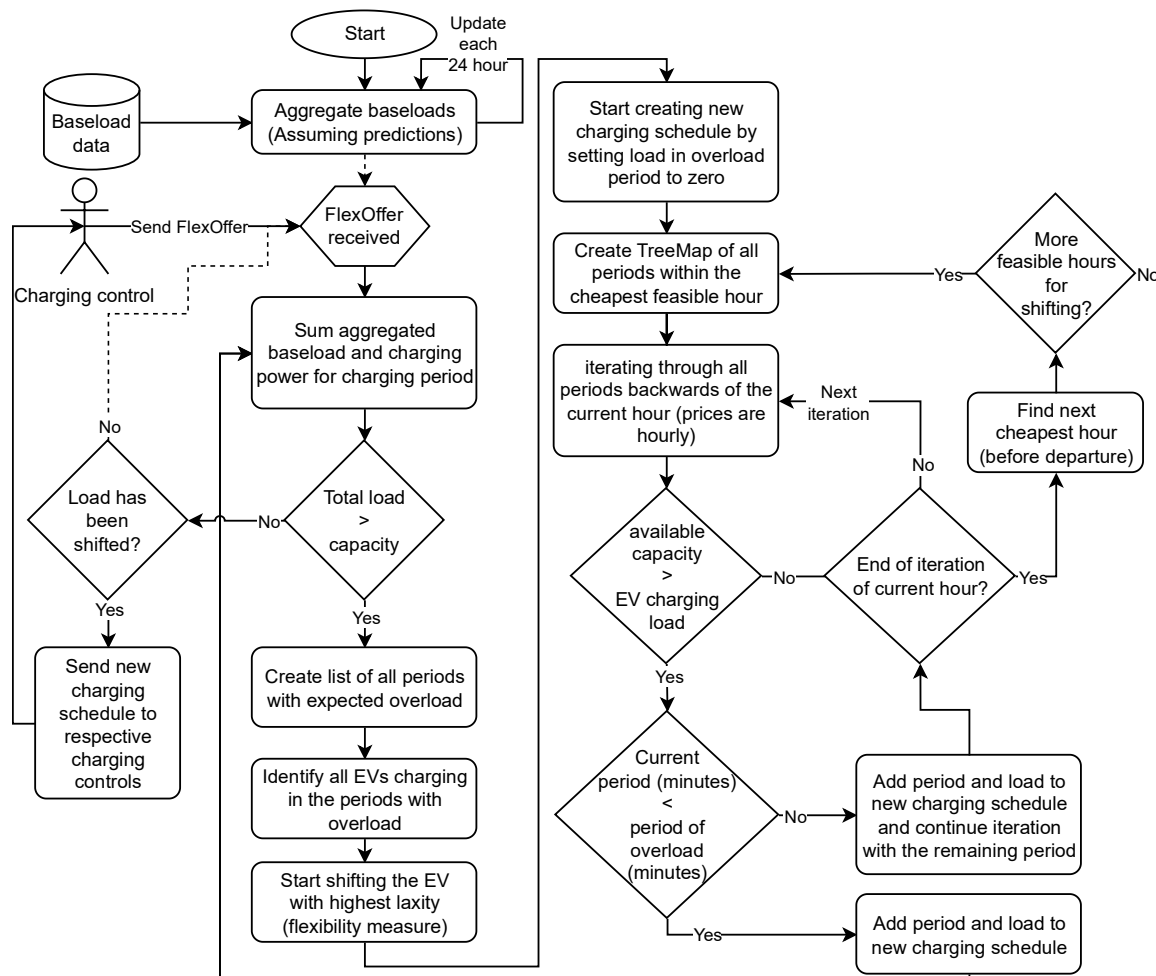 Start
Update
each
24 hour
Baseload
data
Aggregate baseloads
(Assuming predictions)
Send FlexOffer
FlexOffer
received
Charging control
Sum aggregated
baseload and charging
power for charging period
No
Load has
been
shifted?
No
Total load
>
capacity
Yes
Yes
Send new
charging
schedule to
respective
charging
controls
Create list of all periods
with expected overload
Identify all EVs charging
in the periods with
overload
Start shifting the EV
with highest laxity
(flexibility measure)
Start creating new
charging schedule by
setting load in overload
period to zero
Create TreeMap of all
periods within the
cheapest feasible hour
Yes
More
feasible hours
for
shifting?
No
iterating through all
periods backwards of the
current hour (prices are
hourly)
Next
iteration
Find next
cheapest hour
(before departure)
No
available
capacity
>
EV charging
load
No
End of iteration
of current hour?
Yes
Yes
Current
period (minutes)
<
period of
overload
(minutes)
No
Add period and load to
new charging schedule
and continue iteration
with the remaining period
Yes
Add period and load to
new charging schedule